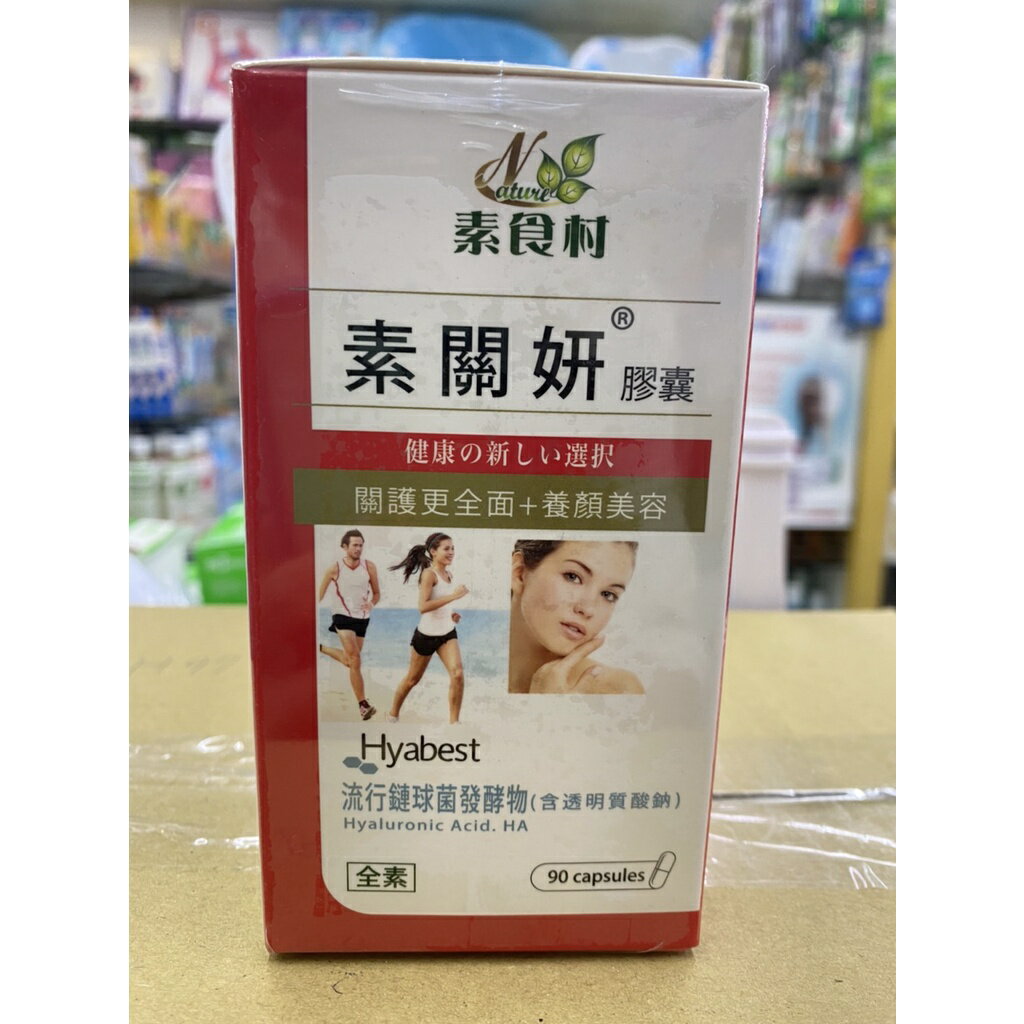 Nature
素食村
素關妍®膠囊
健康の新しい選択
關護更全面+養顏美容
Hyabest
流行鏈球菌發酵物(含透明質酸鈉)
Hyaluronic Acid. HA
全素
90 capsules